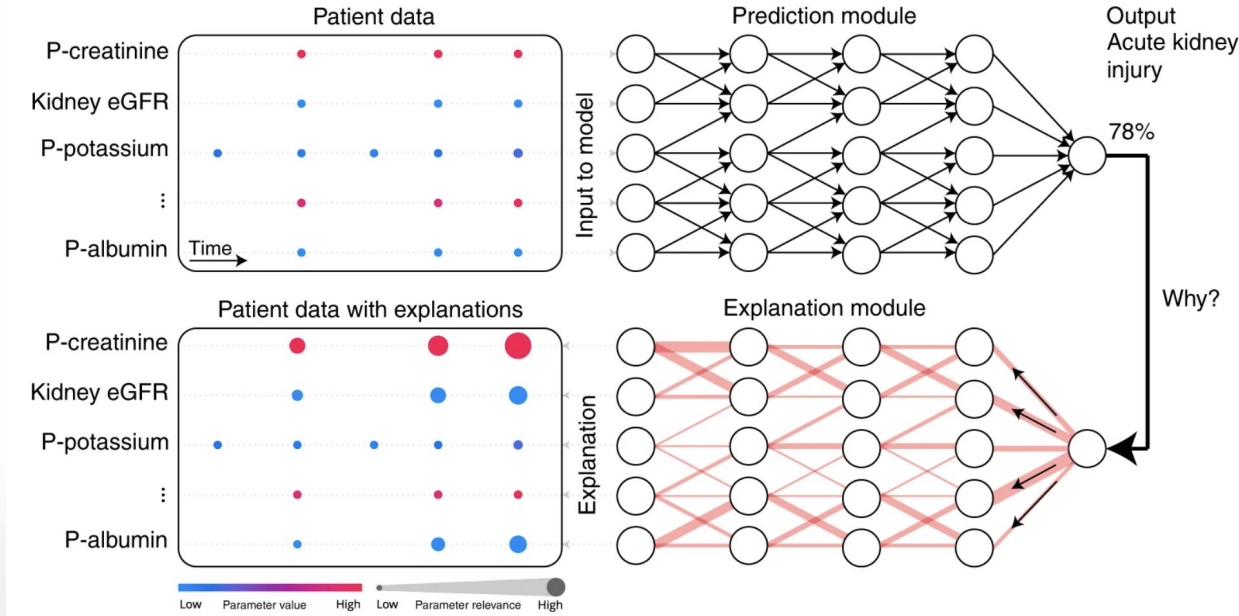 Patient data
P-creatinine
Kidney eGFR
P-potassium
...
P-albumin
Time
Input to model
Prediction module
Output
Acute kidney
injury
78%
Why?
Patient data with explanations
P-creatinine
Kidney eGFR
P-potassium
...
P-albumin
Explanation
Explanation module
Low Parameter value High
Low Parameter relevance High